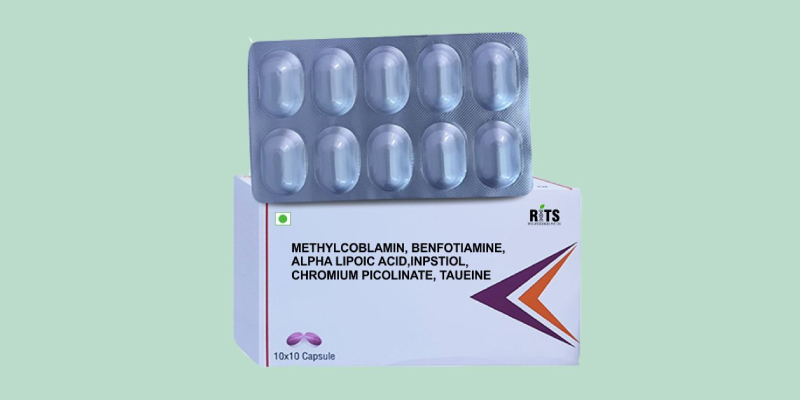 RITS
METHYLCOBLAMIN, BENFOTIAMINE,
ALPHA LIPOIC ACID,INPSTIOL,
CHROMIUM PICOLINATE, TAUEINE
10x10 Capsule